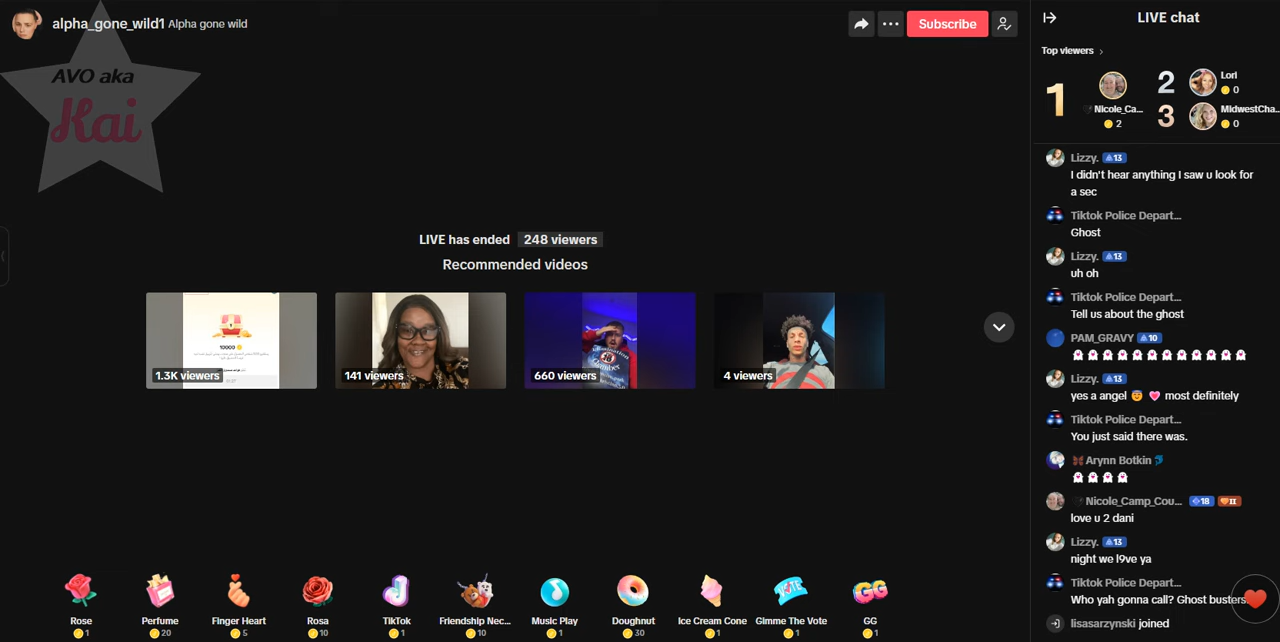 alpha_gone_wild1 Alpha gone wild
Subscribe
AVO aka
Kai
LIVE has ended 248 viewers
Recommended videos
10000
1.3K viewers
141 viewers
660 viewers
4 viewers
Rose
1
Perfume
20
Finger Heart
5
Rosa
10
TikTok
1
Friendship Nec...
10
Music Play
1
Doughnut
30
Ice Cream Cone
1
Gimme The Vote
1
GG
1
LIVE chat
Top viewers
1
Nicole_Ca...
2
2
Lori
0
3
MidwestCha...
0
Lizzy. 13
I didn't hear anything I saw u look for
a sec
Tiktok Police Depart...
Ghost
Lizzy. 13
uh oh
Tiktok Police Depart...
Tell us about the ghost
PAM_GRAVY 10
👻👻👻👻👻👻👻👻👻👻👻👻
Lizzy. 13
yes a angel 😇 💗 most definitely
Tiktok Police Depart...
You just said there was.
Arynn Botkin
👻👻👻👻
Nicole_Camp_Cou... 18 II
love u 2 dani
Lizzy. 13
night we l9ve ya
Tiktok Police Depart...
Who yah gonna call? Ghost busters
lisasarzynski joined